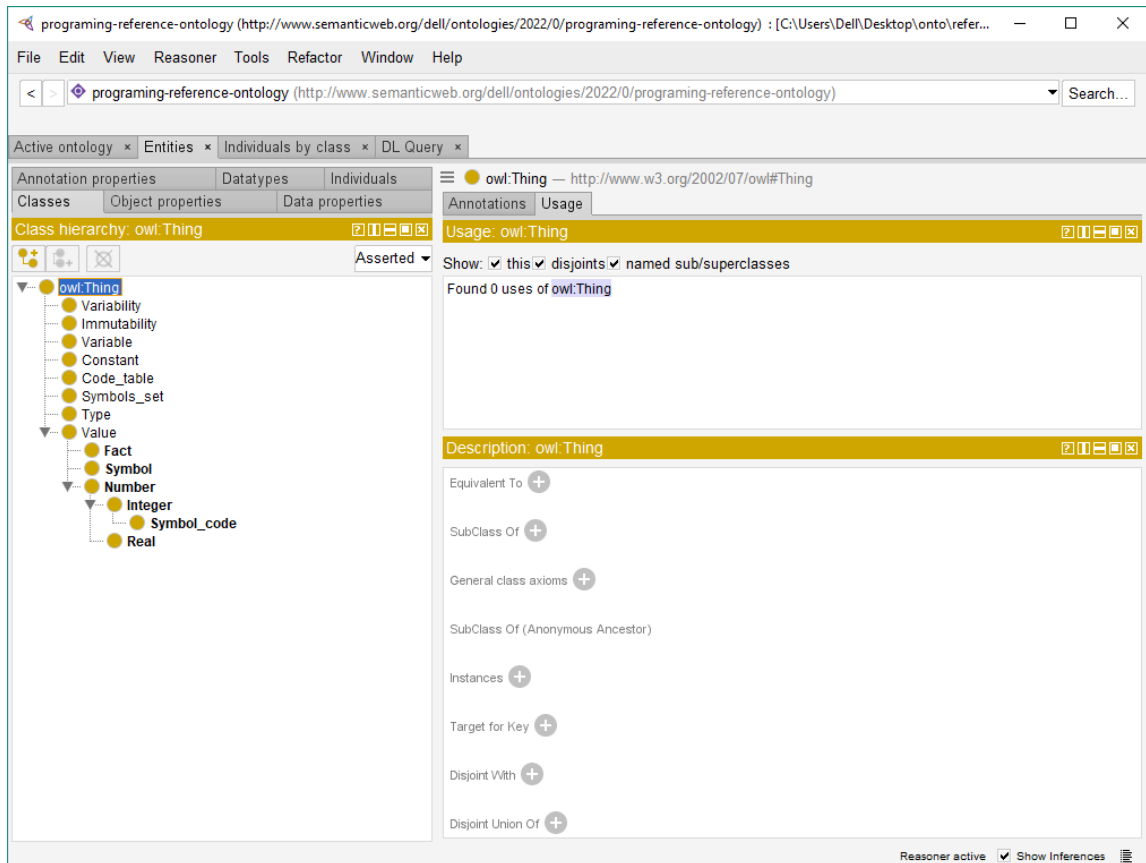 programing-reference-ontology (http://www.semanticweb.org/dell/ontologies/2022/0/programing-reference-ontology) : [C:\Users\Dell\Desktop\onto\refer...
File Edit View Reasoner Tools Refactor Window Help
< > programing-reference-ontology (http://www.semanticweb.org/dell/ontologies/2022/0/programing-reference-ontology) Search...
Active ontology × Entities × Individuals by class × DL Query ×
Annotation properties Datatypes Individuals
Classes Object properties Data properties
Class hierarchy: owl:Thing
Asserted
owl:Thing
Variability
Immutability
Variable
Constant
Code_table
Symbols_set
Type
Value
Fact
Symbol
Number
Integer
Symbol_code
Real
owl:Thing — http://www.w3.org/2002/07/owl#Thing
Annotations Usage
Usage: owl:Thing
Show: this disjoints named sub/superclasses
Found 0 uses of owl:Thing
Description: owl:Thing
Equivalent To
SubClass Of
General class axioms
SubClass Of (Anonymous Ancestor)
Instances
Target for Key
Disjoint With
Disjoint Union Of
Reasoner active Show Inferences